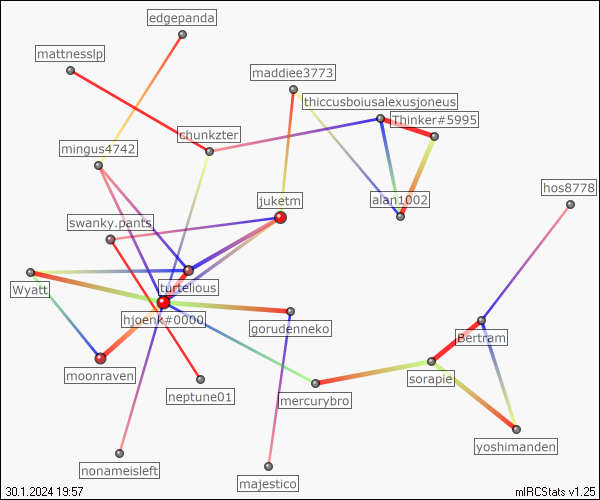 edgepanda
mattnesslp
maddiee3773
thiccusboiusalexusjoneus
Thinker#5995
chunkzter
mingus4742
hos8778
juketm
alan1002
swanky.pants
Wyatt
turtelious
hjoenk#0000
gorudenneko
Bertram
moonraven
sorapie
neptune01
mercurybro
yoshimanden
nonameisleft
majestico
30.1.2024 19:57
mIRCStats v1.25